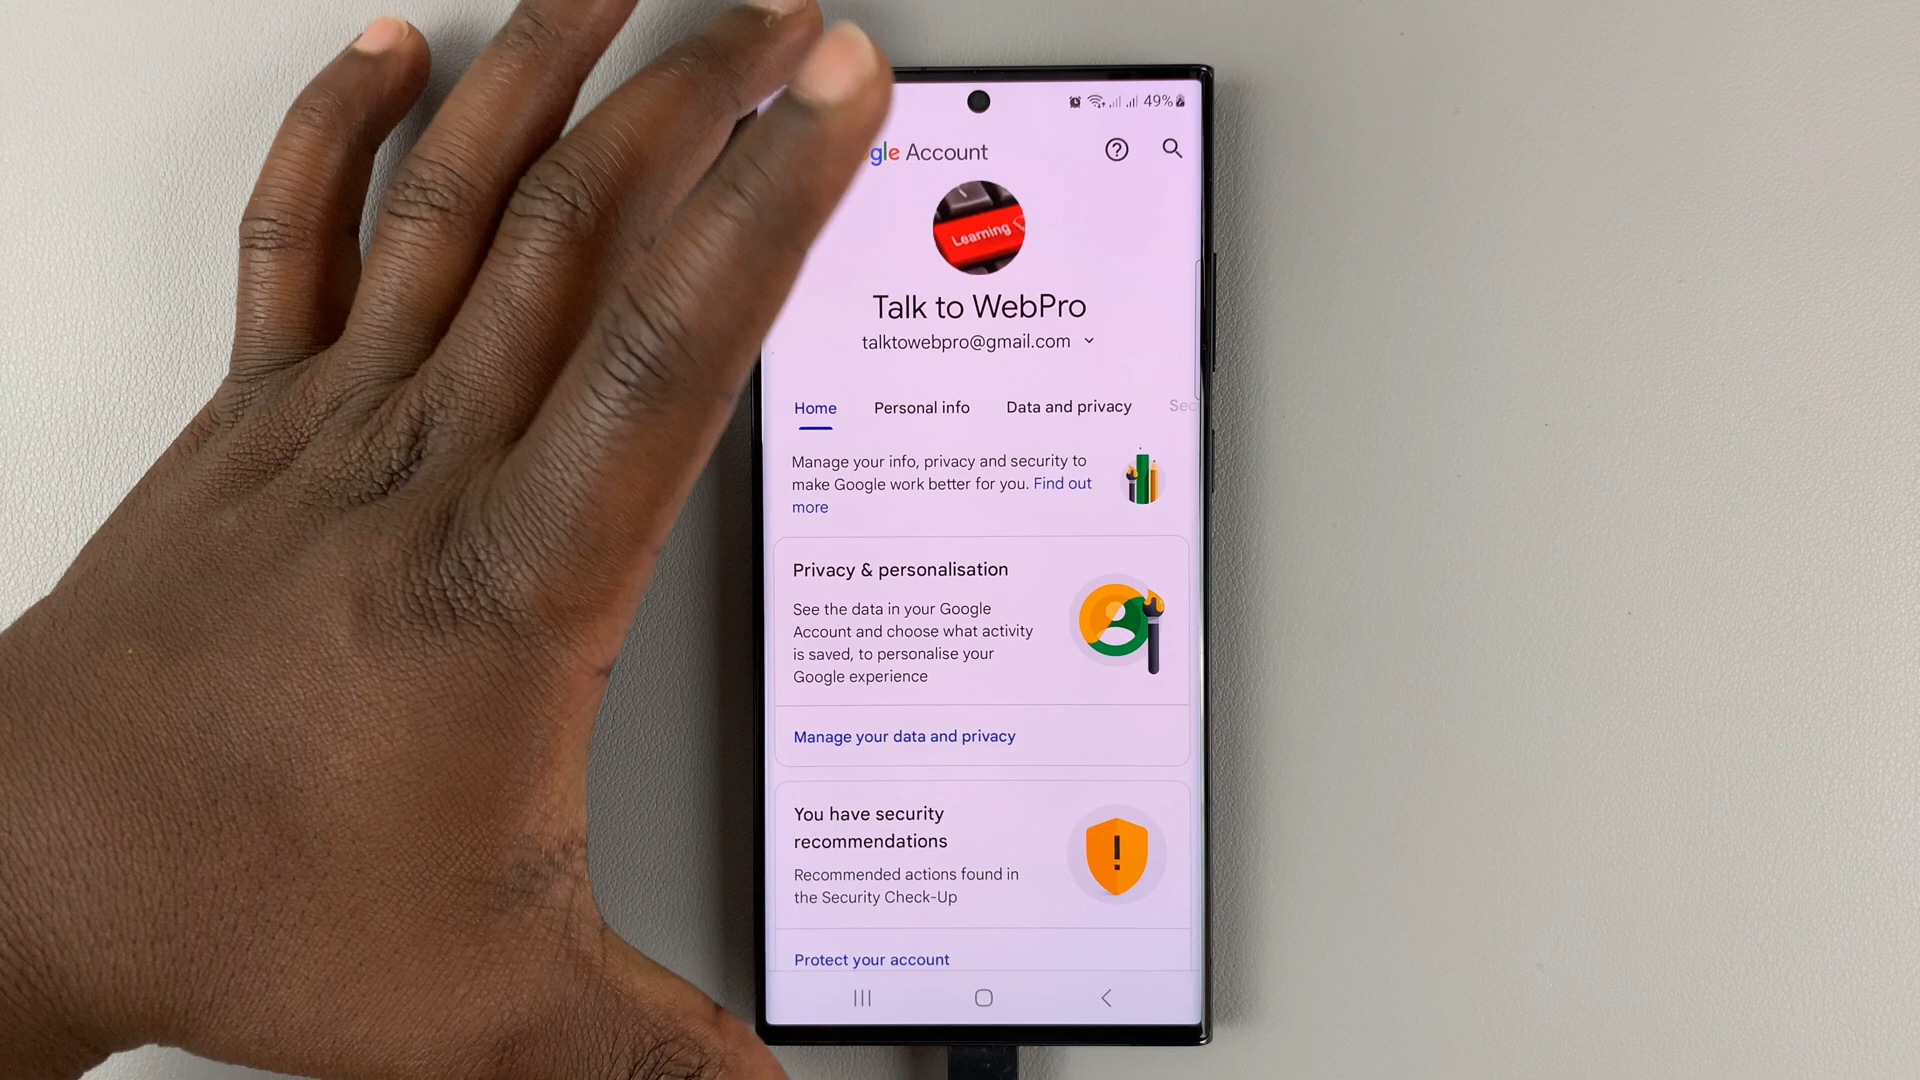 49%
gle Account
Learning
Talk to WebPro
talktowebpro@gmail.com
Home Personal info Data and privacy Sec
Manage your info, privacy and security to
make Google work better for you. Find out
more
Privacy & personalisation
See the data in your Google
Account and choose what activity
is saved, to personalise your
Google experience
Manage your data and privacy
You have security
recommendations
Recommended actions found in
the Security Check-Up
Protect your account